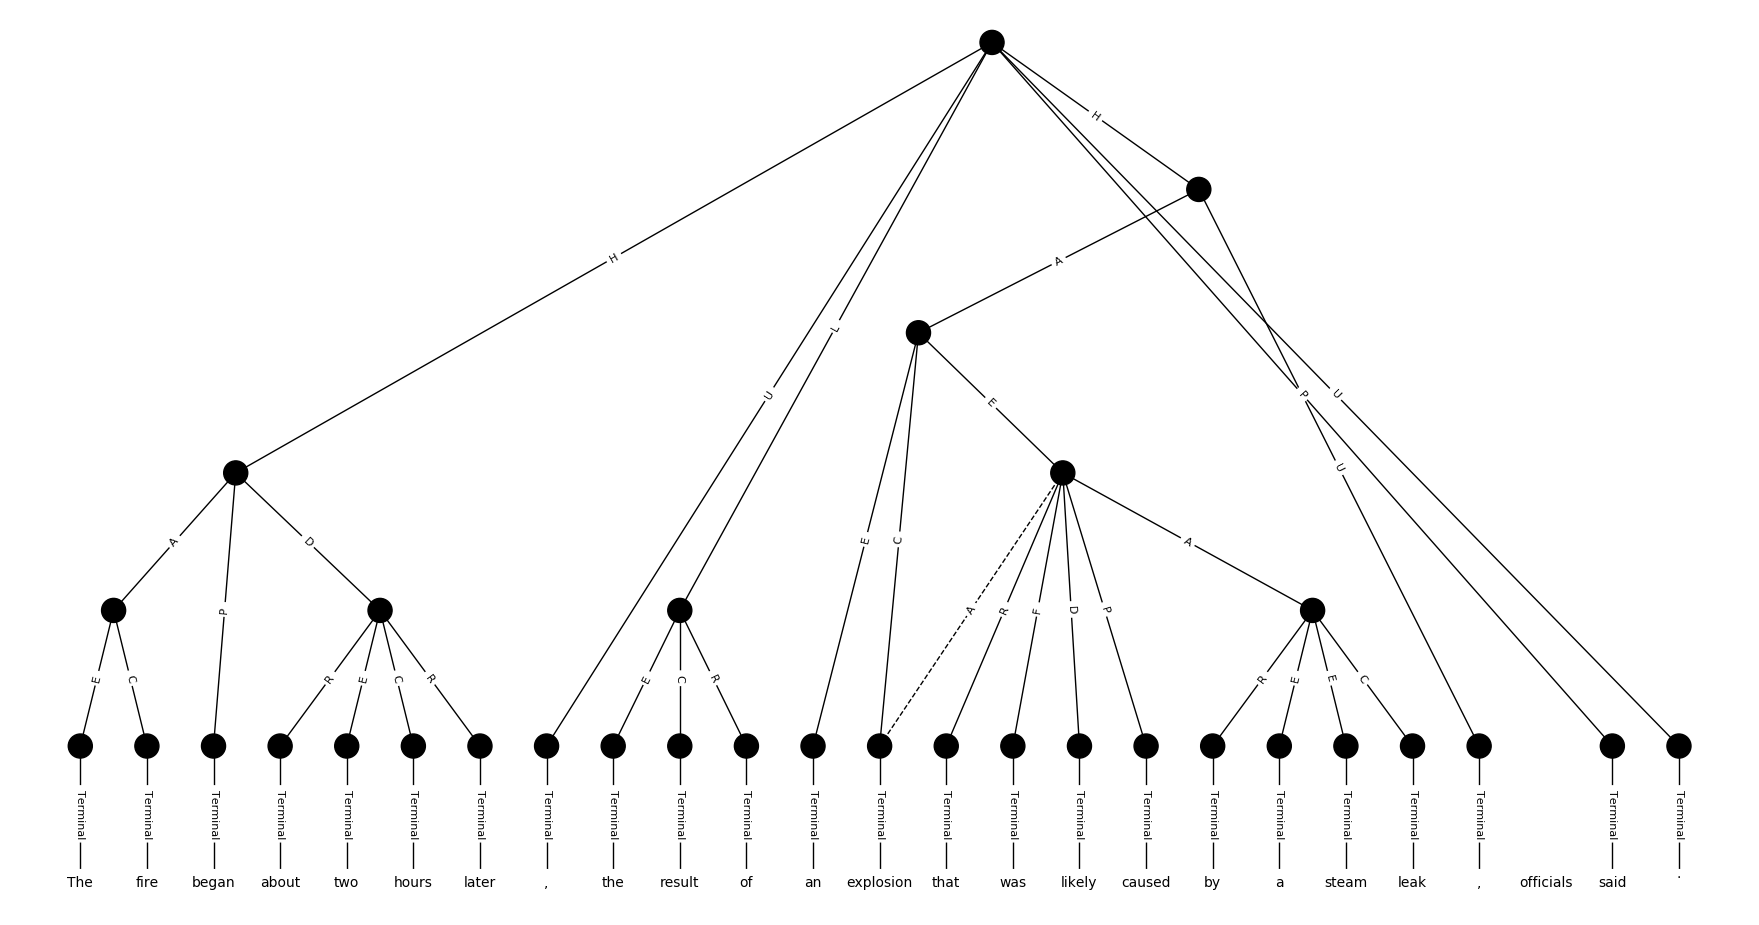 H
H
A
L
U
P
U
E
U
A
D
E
C
A
A
R
F
D
P
P
E
C
R
E
C
R
E
C
R
R
E
E
C
Terminal Terminal Terminal Terminal Terminal Terminal Terminal Terminal Terminal Terminal Terminal Terminal Terminal Terminal Terminal Terminal Terminal Terminal Terminal Terminal Terminal Terminal Terminal Terminal
The fire began about two hours later , the result of an explosion that was likely caused by a steam leak , officials said .